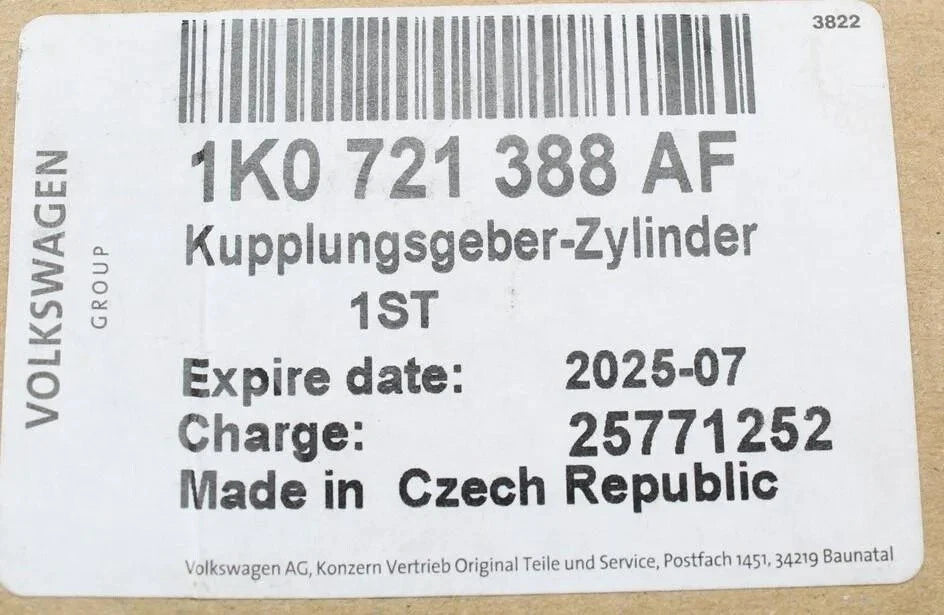 3822
VOLKSWAGEN
GROUP
1K0 721 388 AF
Kupplungsgeber-Zylinder
1ST
Expire date: 2025-07
Charge: 25771252
Made in Czech Republic
Volkswagen AG, Konzern Vertrieb Original Teile und Service, Postfach 1451, 34219 Baunatal